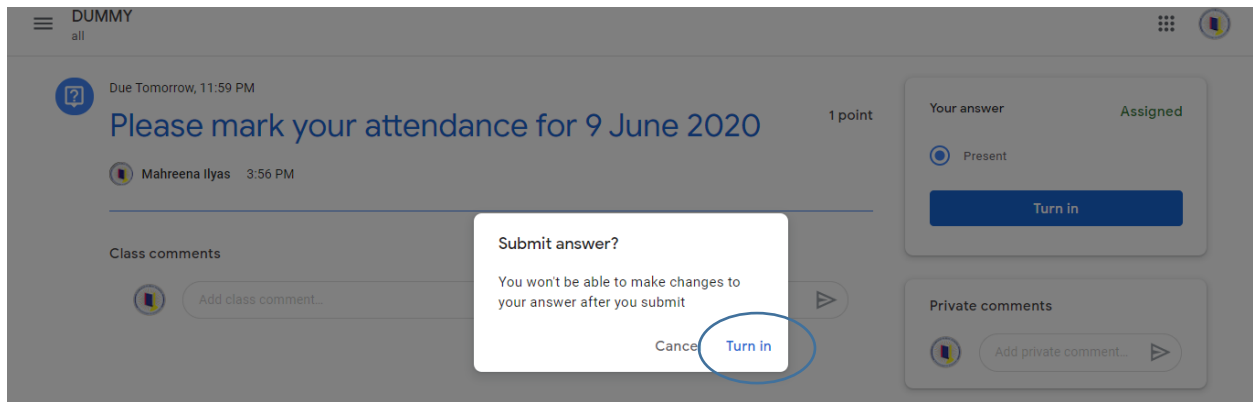 DUMMY
all
Due Tomorrow, 11:59 PM
Please mark your attendance for 9 June 2020
1 point
Mahreena Ilyas 3:56 PM
Class comments
Add class comment...
Your answer
Assigned
Present
Turn in
Private comments
Add private comment...
Submit answer?
You won't be able to make changes to
your answer after you submit
Cancel Turn in